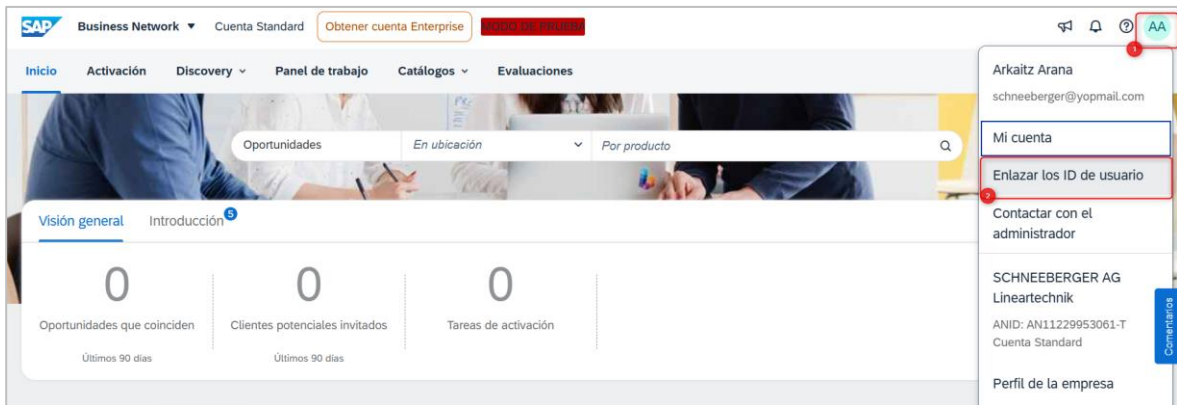 SAP Business Network ▼ Cuenta Standard Obtener cuenta Enterprise MODO DE PRUEBA AA
1
Inicio Activación Discovery Panel de trabajo Catálogos Evaluaciones
Oportunidades En ubicación Por producto
Visión general Introducción 5
0 0 0
Oportunidades que coinciden Clientes potenciales invitados Tareas de activación
Últimos 90 días Últimos 90 días
Arkaitz Arana
schneeberger@yopmail.com
Mi cuenta
Enlazar los ID de usuario
2
Contactar con el
administrador
SCHNEEBERGER AG
Lineartechnik
ANID: AN11229953061-T
Cuenta Standard
Perfil de la empresa
Comentarios